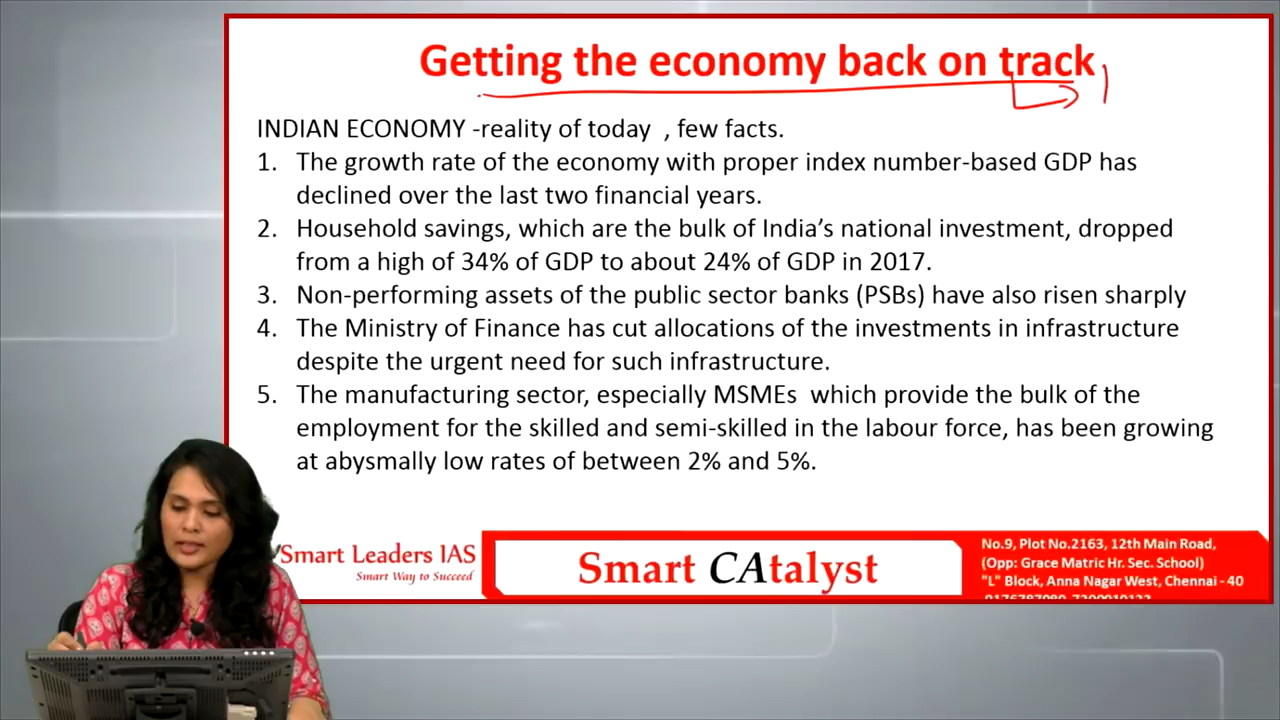 Getting the economy back on track
INDIAN ECONOMY -reality of today , few facts.
1. The growth rate of the economy with proper index number-based GDP has
declined over the last two financial years.
2. Household savings, which are the bulk of India's national investment, dropped
from a high of 34% of GDP to about 24% of GDP in 2017.
3. Non-performing assets of the public sector banks (PSBs) have also risen sharply
4. The Ministry of Finance has cut allocations of the investments in infrastructure
despite the urgent need for such infrastructure.
5. The manufacturing sector, especially MSMEs which provide the bulk of the
employment for the skilled and semi-skilled in the labour force, has been growing
at abysmally low rates of between 2% and 5%.
Smart Leaders IAS
Smart Way to Succeed
Smart CAtalyst
No.9, Plot No.2163, 12th Main Road,
(Opp: Grace Matric Hr. Sec. School)
"L" Block, Anna Nagar West, Chennai - 40